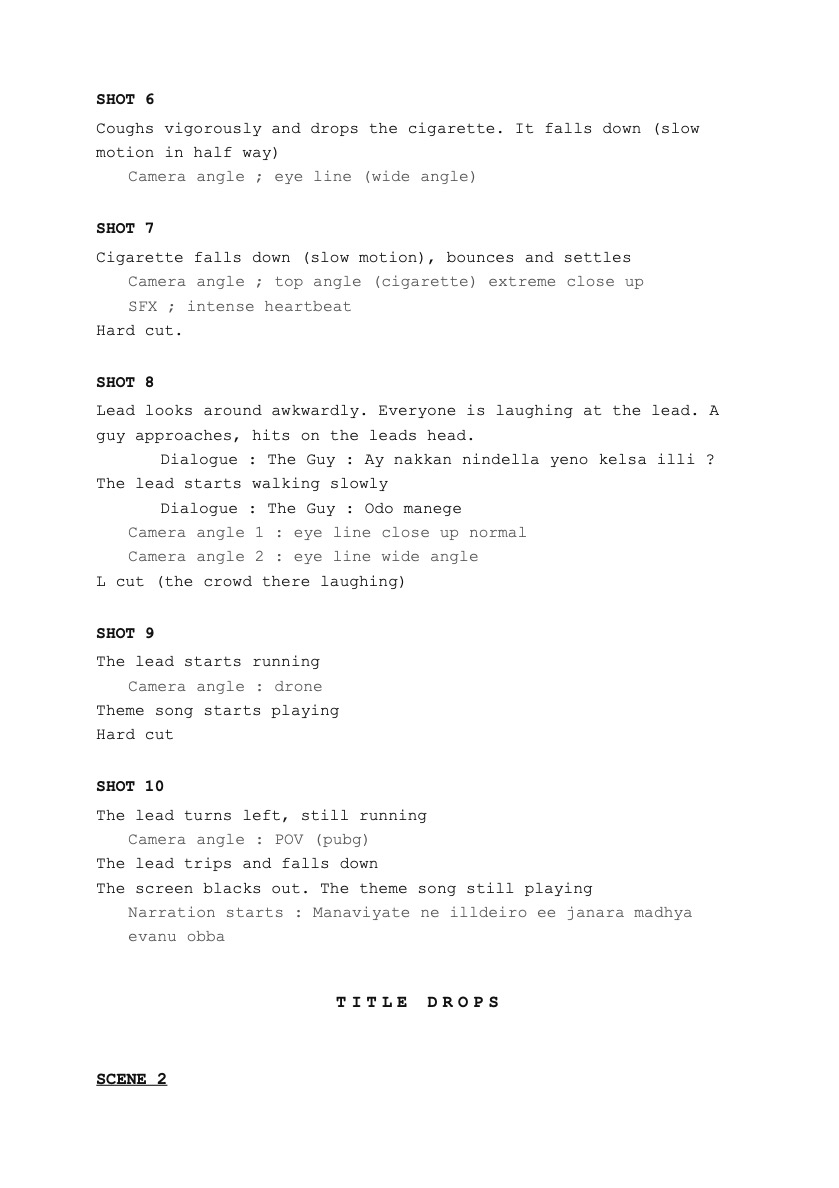 SHOT 6
Coughs vigorously and drops the cigarette. It falls down (slow
motion in half way)
Camera angle ; eye line (wide angle)
SHOT 7
Cigarette falls down (slow motion), bounces and settles
Camera angle ; top angle (cigarette) extreme close up
SFX ; intense heartbeat
Hard cut.
SHOT 8
Lead looks around awkwardly. Everyone is laughing at the lead. A
guy approaches, hits on the leads head.
Dialogue : The Guy : Ay nakkan nindella yeno kelsa illi ?
The lead starts walking slowly
Dialogue : The Guy : Odo manege
Camera angle 1 : eye line close up normal
Camera angle 2 : eye line wide angle
L cut (the crowd there laughing)
SHOT 9
The lead starts running
Camera angle : drone
Theme song starts playing
Hard cut
SHOT 10
The lead turns left, still running
Camera angle : POV (pubg)
The lead trips and falls down
The screen blacks out. The theme song still playing
Narration starts : Manaviyate ne illdeiro ee janara madhya
evanu obba
TITLE DROPS
SCENE 2